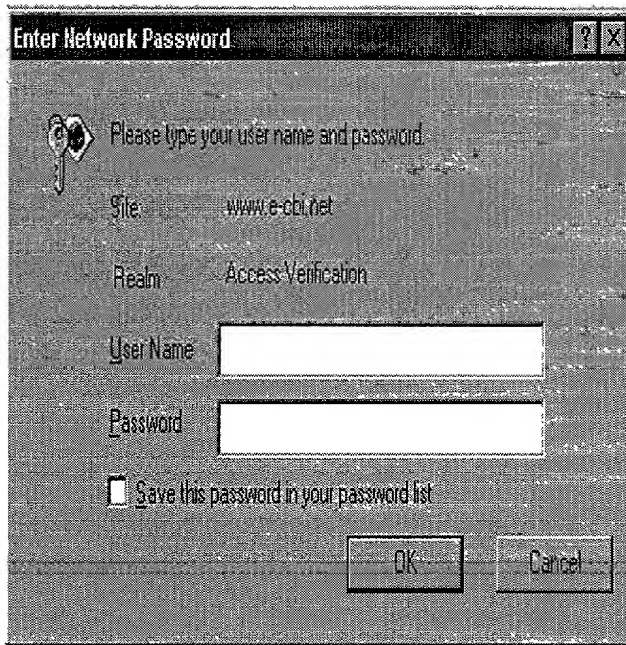 Enter Network Password ? X
Please type your user name and password.
Site: www.e-cbi.net
Realm Access Verification
User Name
Password
Save this password in your password list
OK Cancel